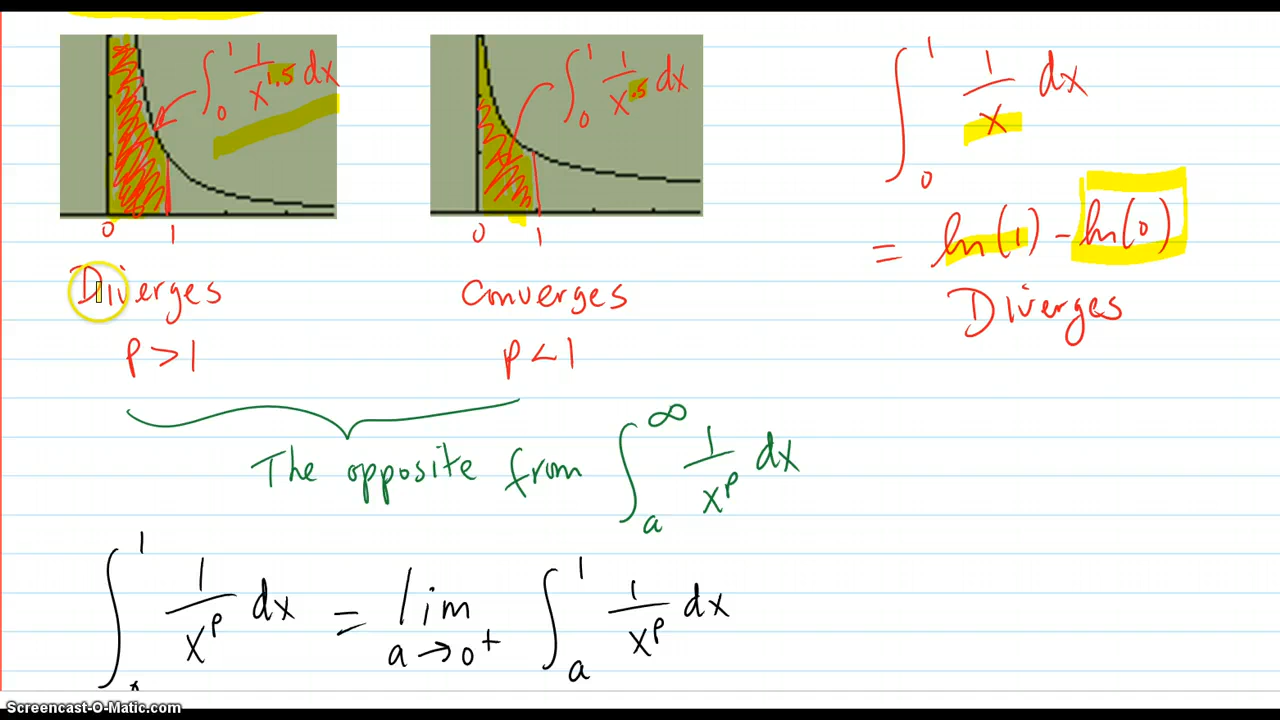 ∫₀¹ 1/x^1.5 dx
0 1
Diverges
p > 1
∫₀¹ 1/x^.5 dx
0 1
Converges
p < 1
∫₀¹ 1/x dx
= ln(1) - ln(0)
Diverges
The opposite from ∫ₐ^∞ 1/x^p dx
∫ ¹ 1/x^p dx = lim a→0⁺ ∫ₐ¹ 1/x^p dx
Screencast-O-Matic.com